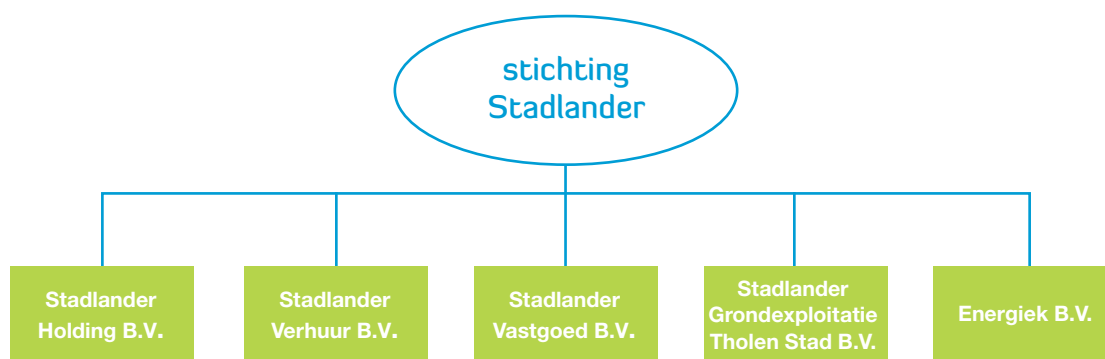 stichting
Stadlander
Stadlander
Holding B.V.
Stadlander
Verhuur B.V.
Stadlander
Vastgoed B.V.
Stadlander
Grondexploitatie
Tholen Stad B.V.
Energiek B.V.